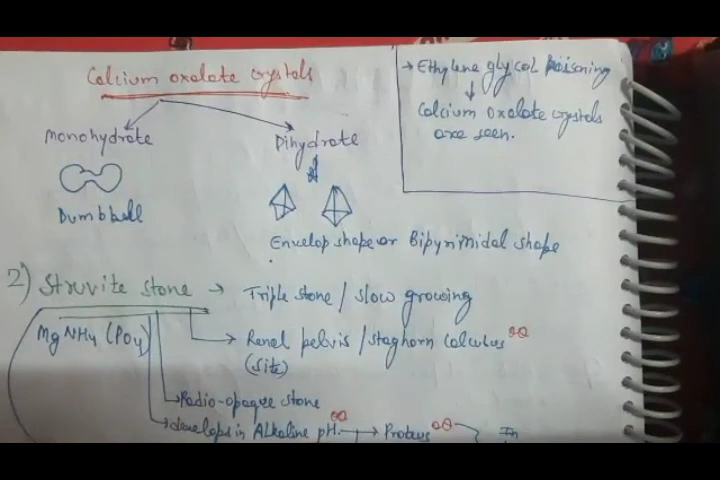 Calcium oxalate crystals
→ Ethylene glycol Poisoning
↓
Calcium Oxalate crystals
are seen.
Monohydrate
Dihydrate
Dumbbell
Envelop shape or Bipyrimidal shape
2) Struvite stone → Triple stone / slow growing
MgNH4 (PO4)
→ Renal pelvis / staghorn calculus
(site)
→ Radio-opaque stone
→ develops in Alkaline pH → Proteus